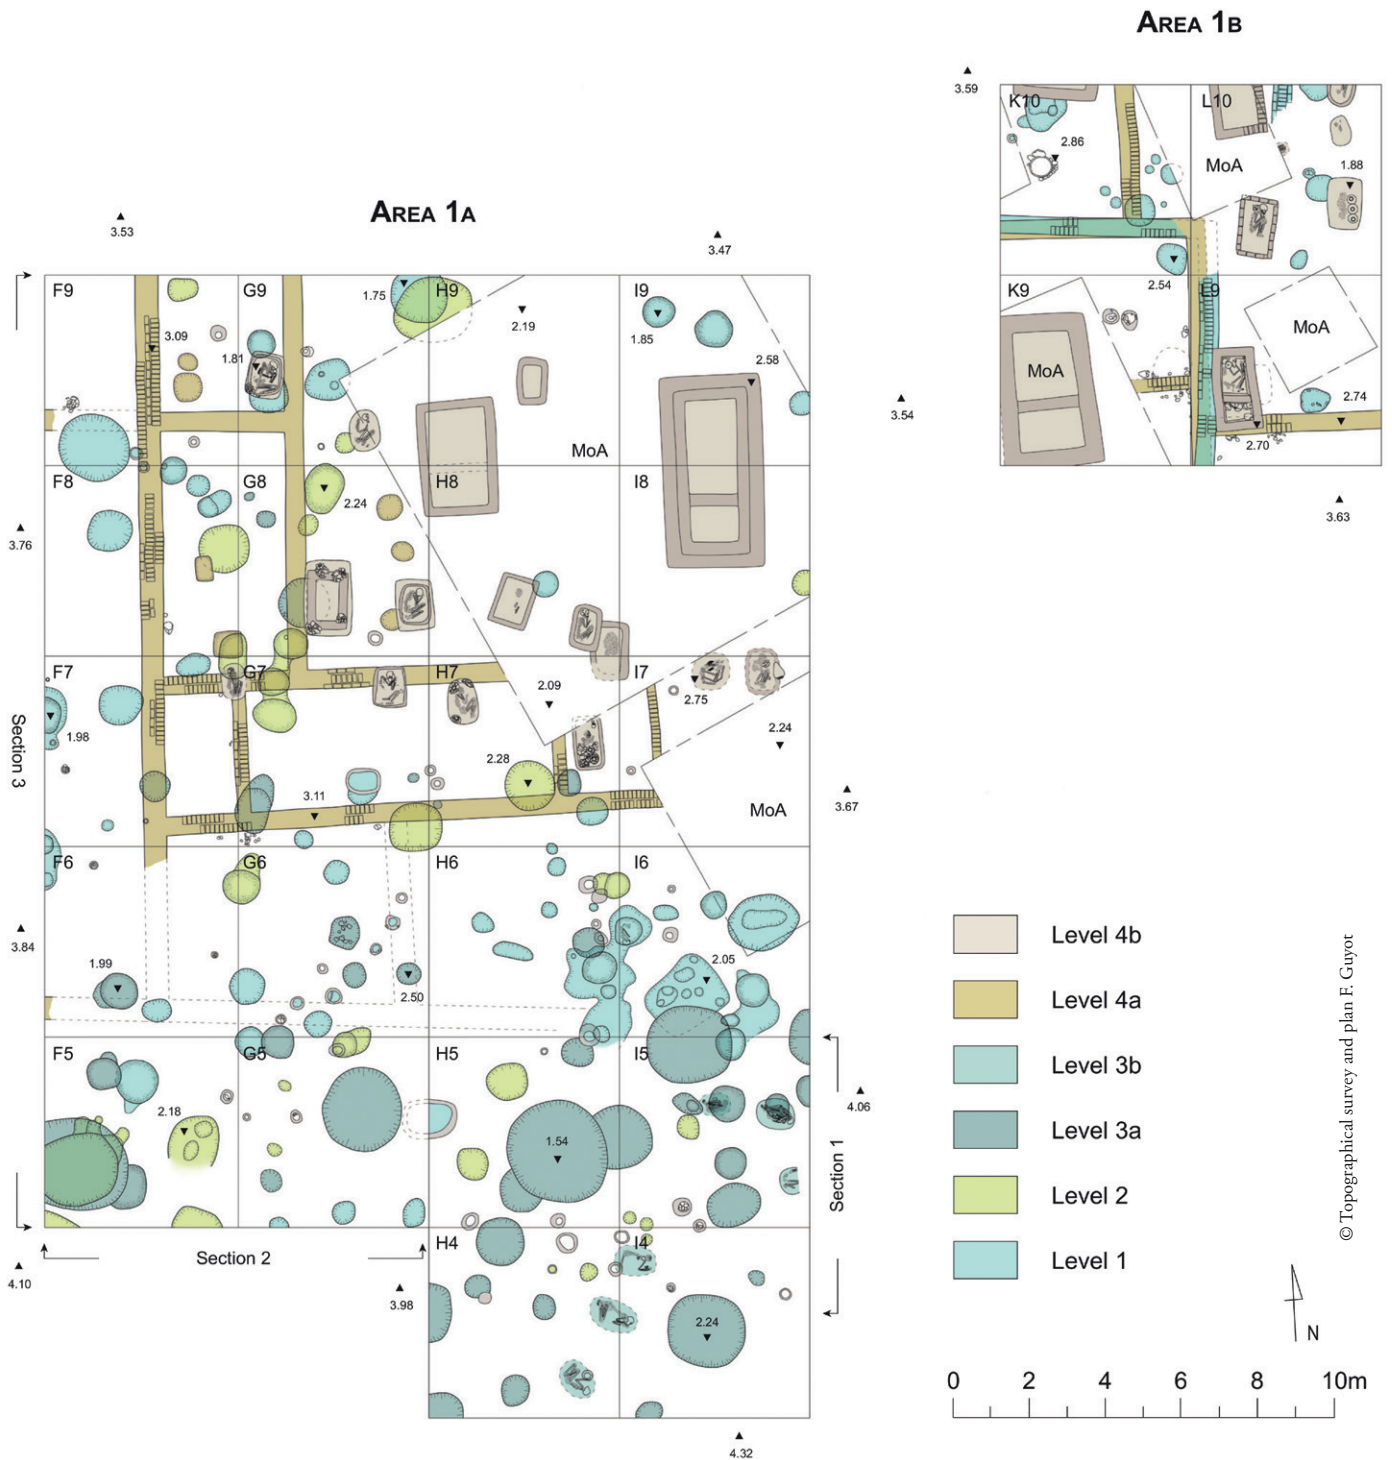 AREA 1B
3.59
K10
L10
2.86
MoA
1.88
2.54
K9
L9
MoA
MoA
2.74
2.70
3.54
3.63
AREA 1A
3.53
3.47
F9
G9
1.75
H9
I9
2.19
3.09
1.81
1.85
2.58
MoA
F8
G8
H8
I8
2.24
3.76
F7
G7
H7
I7
2.09
2.75
2.24
1.98
Section 3
2.28
3.11
MoA
3.67
F6
G6
H6
I6
3.84
1.99
2.50
2.05
F5
G5
H5
I5
4.06
2.18
1.54
Section 1
Section 2
4.10
3.98
H4
I4
2.24
4.32
Level 4b
Level 4a
Level 3b
Level 3a
Level 2
Level 1
© Topographical survey and plan F. Guyot
N
0 2 4 6 8 10m